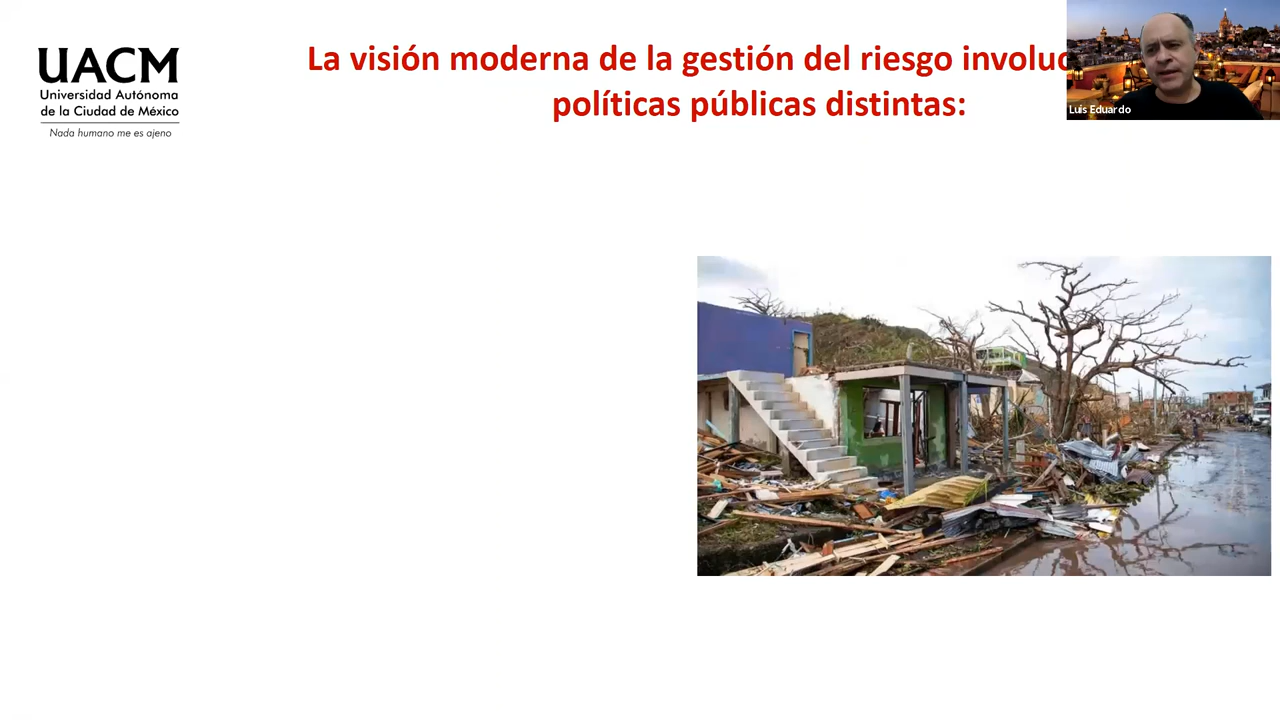 UACM
Universidad Autónoma
de la Ciudad de México
Nada humano me es ajeno
La visión moderna de la gestión del riesgo
políticas públicas distintas:
Luis Eduardo